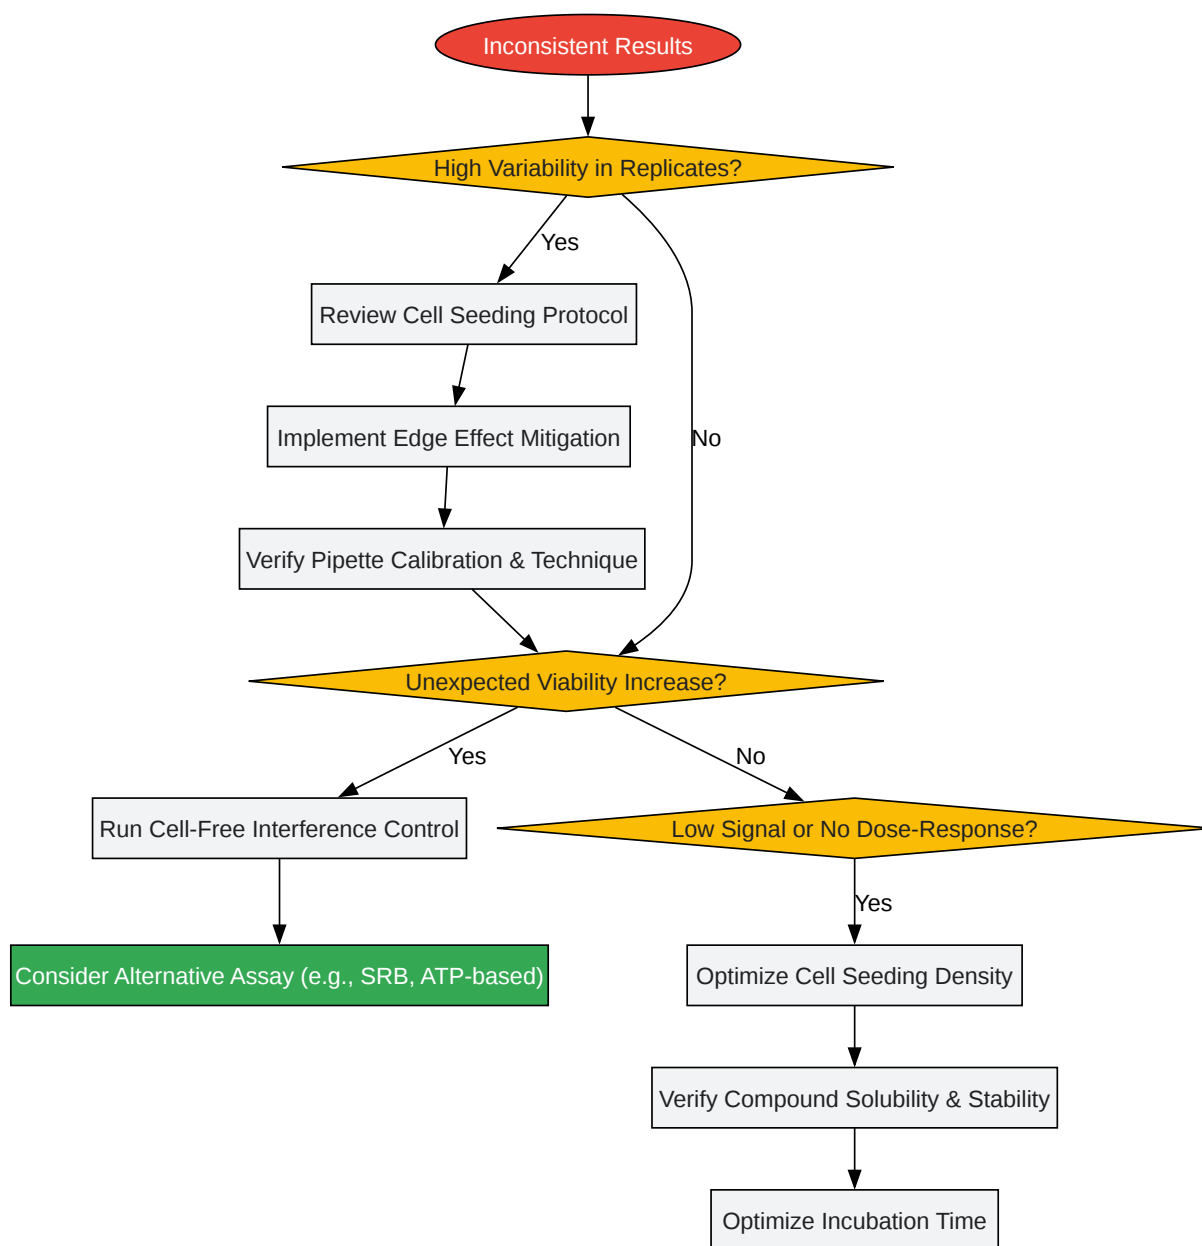 Inconsistent Results
High Variability in Replicates?
Yes
Review Cell Seeding Protocol
Implement Edge Effect Mitigation
No
Verify Pipette Calibration & Technique
Unexpected Viability Increase?
Yes
No
Run Cell-Free Interference Control
Low Signal or No Dose-Response?
Yes
Consider Alternative Assay (e.g., SRB, ATP-based)
Optimize Cell Seeding Density
Verify Compound Solubility & Stability
Optimize Incubation Time